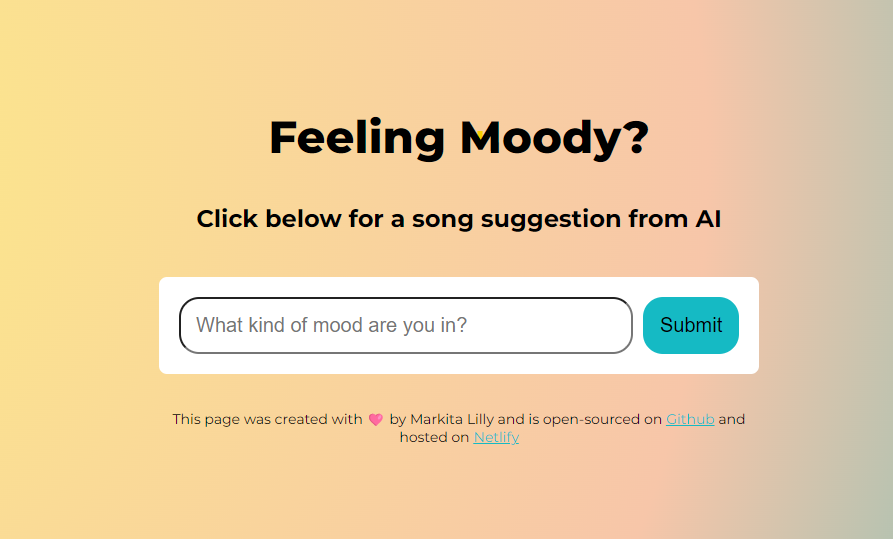 Feeling Moody?
Click below for a song suggestion from AI
What kind of mood are you in?
Submit
This page was created with 💗 by Markita Lilly and is open-sourced on Github and
hosted on Netlify